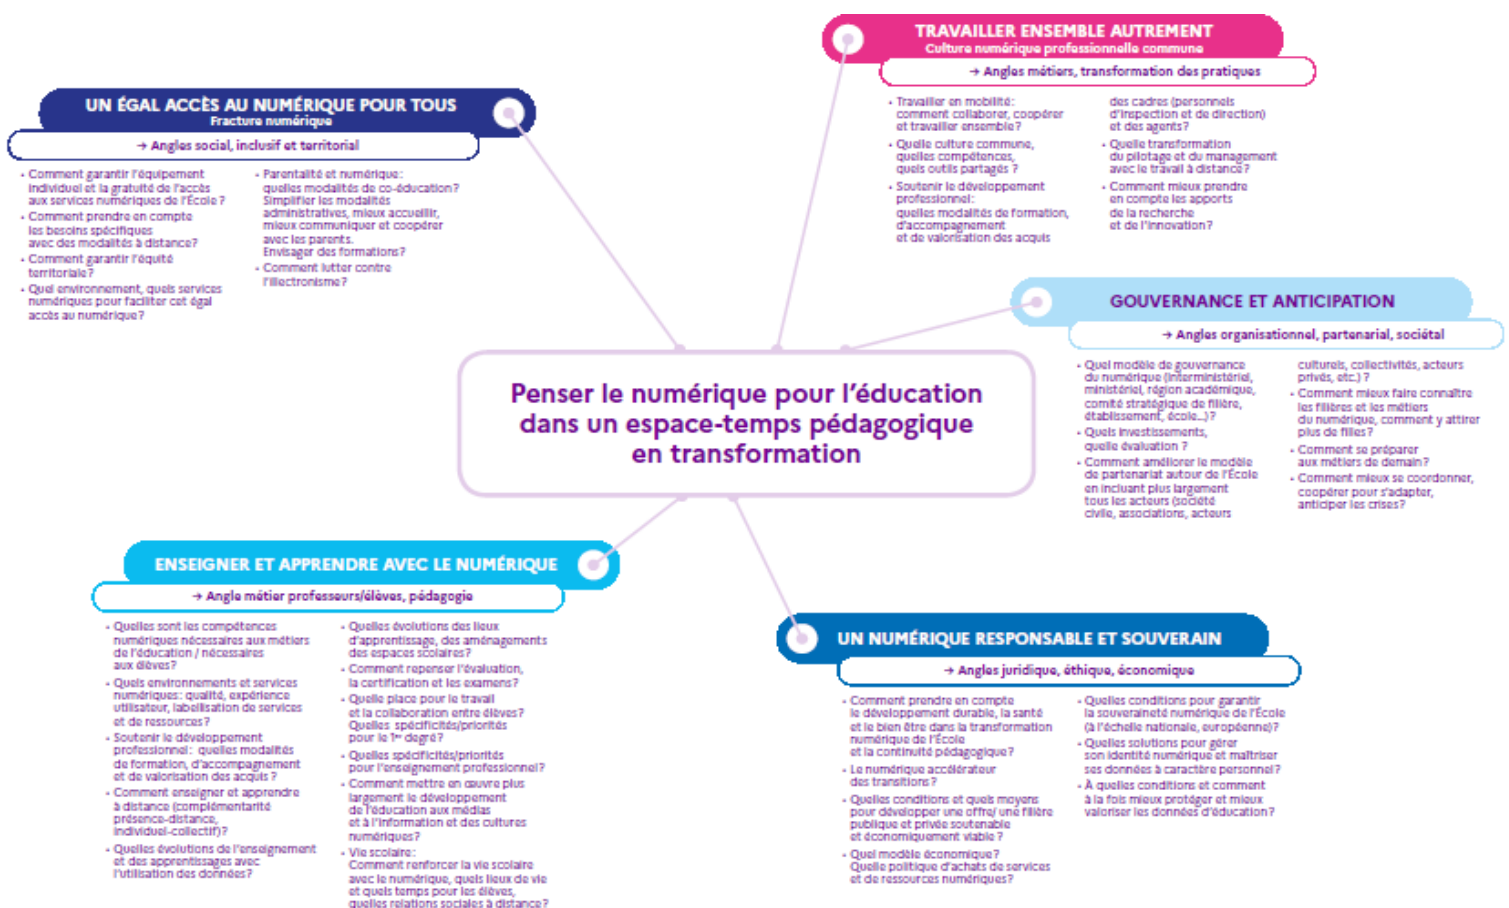 UN ÉGAL ACCÈS AU NUMÉRIQUE POUR TOUS
Fracture numérique
→ Angles social, inclusif et territorial
• Comment garantir l'équipement
individuel et la gratuité de l'accès
aux services numériques de l'École ?
• Comment prendre en compte
les besoins spécifiques
avec des modalités à distance?
• Comment garantir l'équité
territoriale?
• Quel environnement, quels services
numériques pour faciliter cet égal
accès au numérique?
• Parentalité et numérique:
quelles modalités de co-éducation?
Simplifier les modalités
administratives, mieux accueillir,
mieux communiquer et coopérer
avec les parents.
Envisager des formations?
• Comment lutter contre
l'illectronisme?
TRAVAILLER ENSEMBLE AUTREMENT
Culture numérique professionnelle commune
→ Angles métiers, transformation des pratiques
• Travailler en mobilité:
comment collaborer, coopérer
et travailler ensemble?
• Quelle culture commune,
quelles compétences,
quels outils partagés ?
• Soutenir le développement
professionnel:
quelles modalités de formation,
d'accompagnement
et de valorisation des acquis
des cadres (personnels
d'inspection et de direction)
et des agents?
• Quelle transformation
du pilotage et du management
avec le travail à distance?
• Comment mieux prendre
en compte les apports
de la recherche
et de l'innovation?
GOUVERNANCE ET ANTICIPATION
→ Angles organisationnel, partenarial, sociétal
• Quel modèle de gouvernance
du numérique (interministériel,
ministériel, région académique,
comité stratégique de filière,
établissement, école...)?
• Quels investissements,
quelle évaluation ?
• Comment améliorer le modèle
de partenariat autour de l'École
en incluant plus largement
tous les acteurs (société
civile, associations, acteurs
culturels, collectivités, acteurs
privés, etc.) ?
• Comment mieux faire connaître
les filières et les métiers
du numérique, comment y attirer
plus de filles?
• Comment se préparer
aux métiers de demain?
• Comment mieux se coordonner,
coopérer pour s'adapter,
anticiper les crises?
Penser le numérique pour l'éducation
dans un espace-temps pédagogique
en transformation
ENSEIGNER ET APPRENDRE AVEC LE NUMÉRIQUE
→ Angle métier professeurs/élèves, pédagogie
• Quelles sont les compétences
numériques nécessaires aux métiers
de l'éducation / nécessaires
aux élèves?
• Quels environnements et services
numériques: qualité, expérience
utilisateur, labellisation de services
et de ressources?
• Soutenir le développement
professionnel: quelles modalités
de formation, d'accompagnement
et de valorisation des acquis ?
• Comment enseigner et apprendre
à distance (complémentarité
présence-distance,
individuel-collectif)?
• Quelles évolutions de l'enseignement
et des apprentissages avec
l'utilisation des données?
• Quelles évolutions des lieux
d'apprentissage, des aménagements
des espaces scolaires?
• Comment repenser l'évaluation,
la certification et les examens?
• Quelle place pour le travail
et la collaboration entre élèves?
Quelles spécificités/priorités
pour le 1er degré?
• Quelles spécificités/priorités
pour l'enseignement professionnel?
• Comment mettre en œuvre plus
largement le développement
de l'éducation aux médias
et à l'information et des cultures
numériques?
• Vie scolaire:
Comment renforcer la vie scolaire
avec le numérique, quels lieux de vie
et quels temps pour les élèves,
quelles relations sociales à distance?
UN NUMÉRIQUE RESPONSABLE ET SOUVERAIN
→ Angles juridique, éthique, économique
• Comment prendre en compte
le développement durable, la santé
et le bien être dans la transformation
numérique de l'École
et la continuité pédagogique?
• Le numérique accélérateur
des transitions?
• Quelles conditions et quels moyens
pour développer une offre/ une filière
publique et privée soutenable
et économiquement viable ?
• Quel modèle économique?
Quelle politique d'achats de services
et de ressources numériques?
• Quelles conditions pour garantir
la souveraineté numérique de l'École
(à l'échelle nationale, européenne)?
• Quelles solutions pour gérer
son identité numérique et maîtriser
ses données à caractère personnel?
• À quelles conditions et comment
à la fois mieux protéger et mieux
valoriser les données d'éducation?